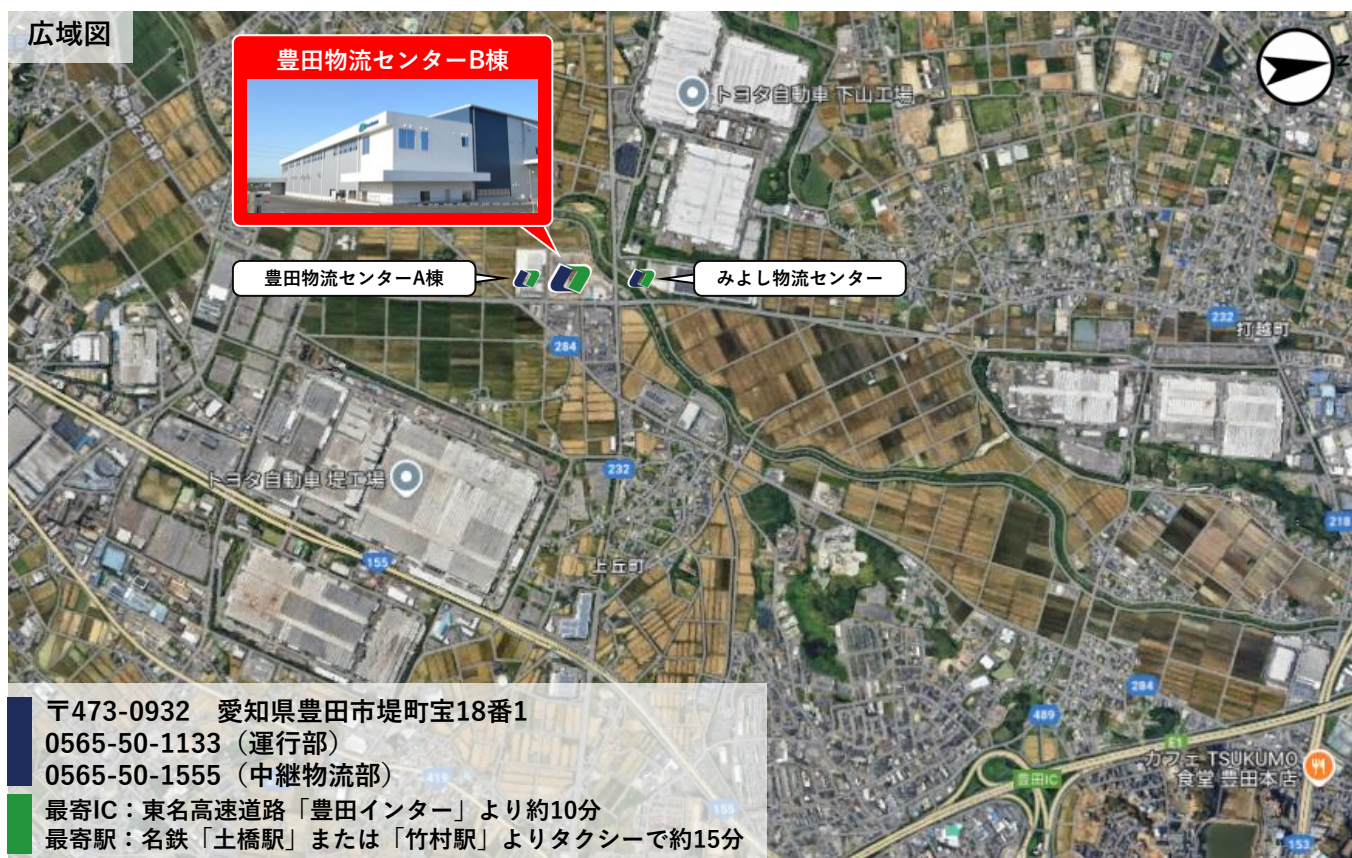 広域図
豊田物流センターB棟
トヨタ自動車 下山工場
N
豊田物流センターA棟
みよし物流センター
232
打越町
284
232
トヨタ自動車 堤工場
218
155
上丘町
284
489
E1
豊田IC
カフェ TSUKUMO
食堂 豊田本店
153
419
155
〒473-0932　愛知県豊田市堤町宝18番1
0565-50-1133（運行部）
0565-50-1555（中継物流部）
最寄IC：東名高速道路「豊田インター」より約10分
最寄駅：名鉄「土橋駅」または「竹村駅」よりタクシーで約15分